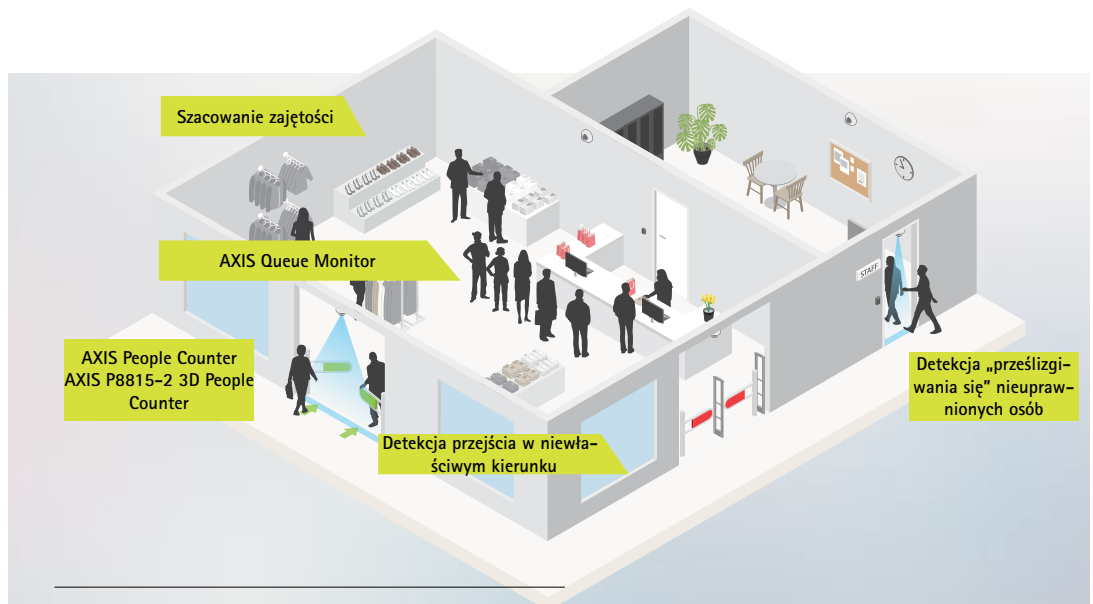 Szacowanie zajętości
AXIS Queue Monitor
STAFF
AXIS People Counter
AXIS P8815-2 3D People
Counter
Detekcja „prześlizgi-
wania się" nieupraw-
nionych osób
Detekcja przejścia w niewła-
ściwym kierunku